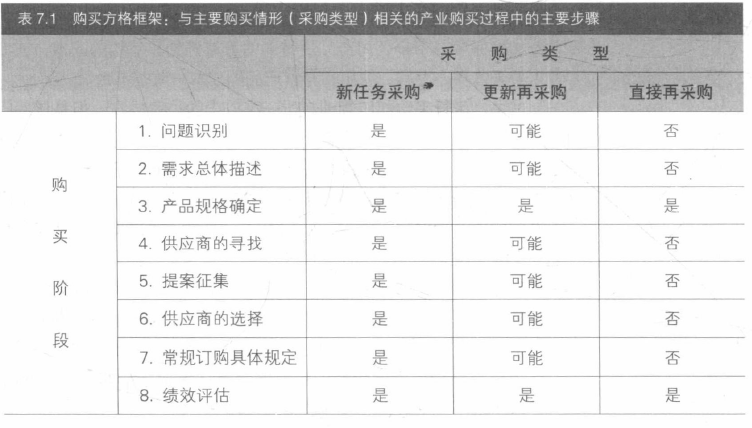 表 7.1 购买方格框架：与主要购买情形（采购类型）相关的产业购买过程中的主要步骤
采 购 类 型
新任务采购 更新再采购 直接再采购
购买阶段
1. 问题识别 是 可能 否
2. 需求总体描述 是 可能 否
3. 产品规格确定 是 是 是
4. 供应商的寻找 是 可能 否
5. 提案征集 是 可能 否
6. 供应商的选择 是 可能 否
7. 常规订购具体规定 是 可能 否
8. 绩效评估 是 是 是